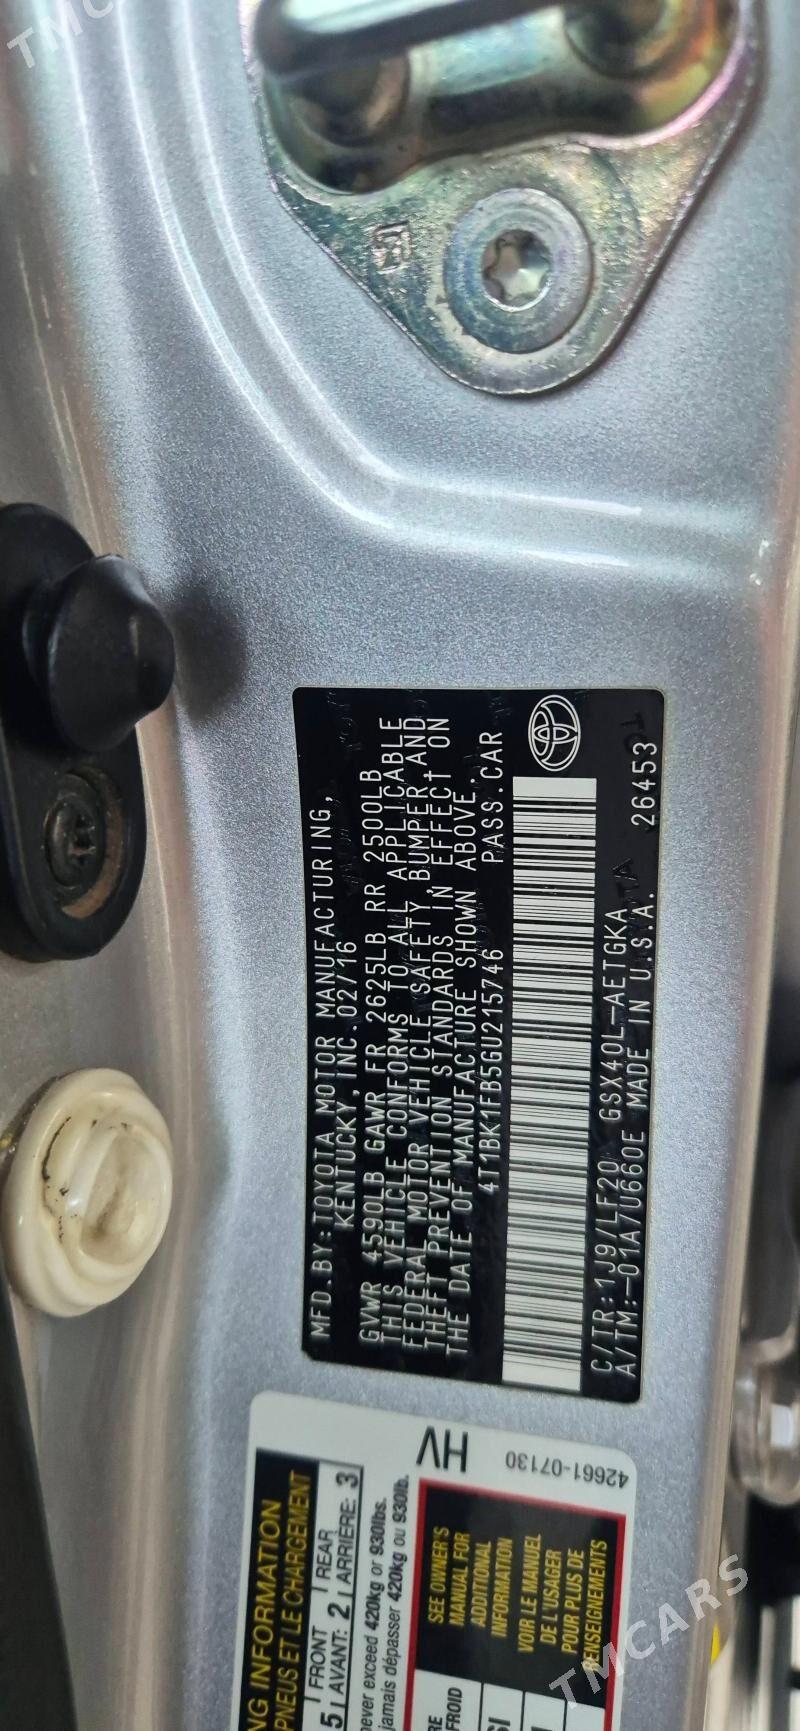 MFD.BY:TOYOTA MOTOR MANUFACTURING,
KENTUCKY, INC.02/16
GVWR 4590LB GAWR FR 2625LB RR 2500LB
THIS VEHICLE CONFORMS TO ALL APPLICABLE
FEDERAL MOTOR VEHICLE SAFETY, BUMPER AND
THEFT PREVENTION STANDARDS IN EFFECT ON
THE DATE OF MANUFACTURE SHOWN ABOVE.
4T1BK1FB5GU215746 PASS.CAR
C/TR:1J9/LF20 GSX40L-AETGKA
A/TM:-01A/U660E MADE IN U.S.A. 26453
INFORMATION
PNEUS ET LE CHARGEMENT
5 FRONT REAR
AVANT: 2 ARRIÈRE: 3
never exceed 420kg or 930lbs.
jamais dépasser 420kg ou 930lb.
HV
42661-07130
SEE OWNER'S
MANUAL FOR
ADDITIONAL
INFORMATION
VOIR LE MANUEL
DE L'USAGER
POUR PLUS DE
RENSEIGNEMENTS
FROID
TMCARS